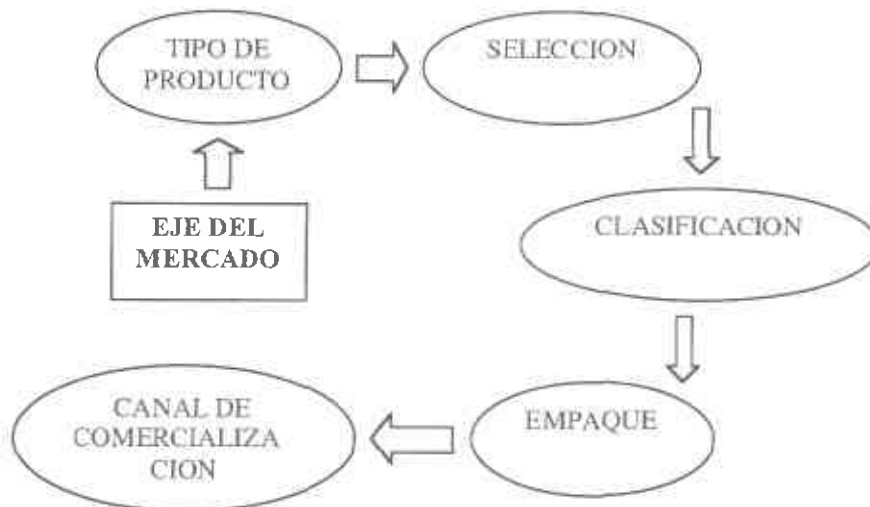 TIPO DE
PRODUCTO
SELECCION
EJE DEL
MERCADO
CLASIFICACION
CANAL DE
COMERCIALIZA
CION
EMPAQUE